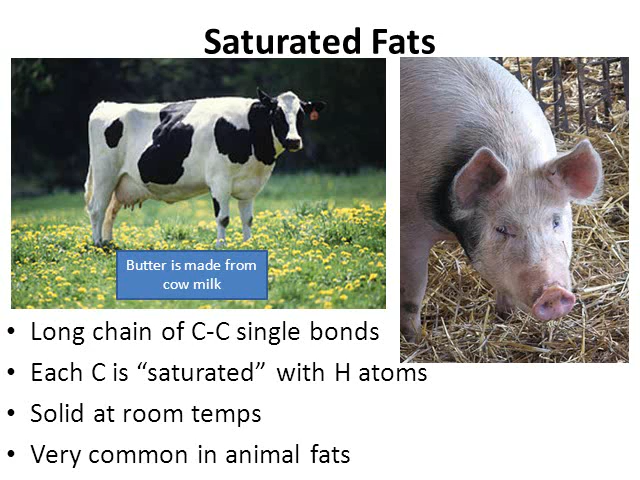 Saturated Fats
Butter is made from
cow milk
• Long chain of C-C single bonds
• Each C is “saturated” with H atoms
• Solid at room temps
• Very common in animal fats